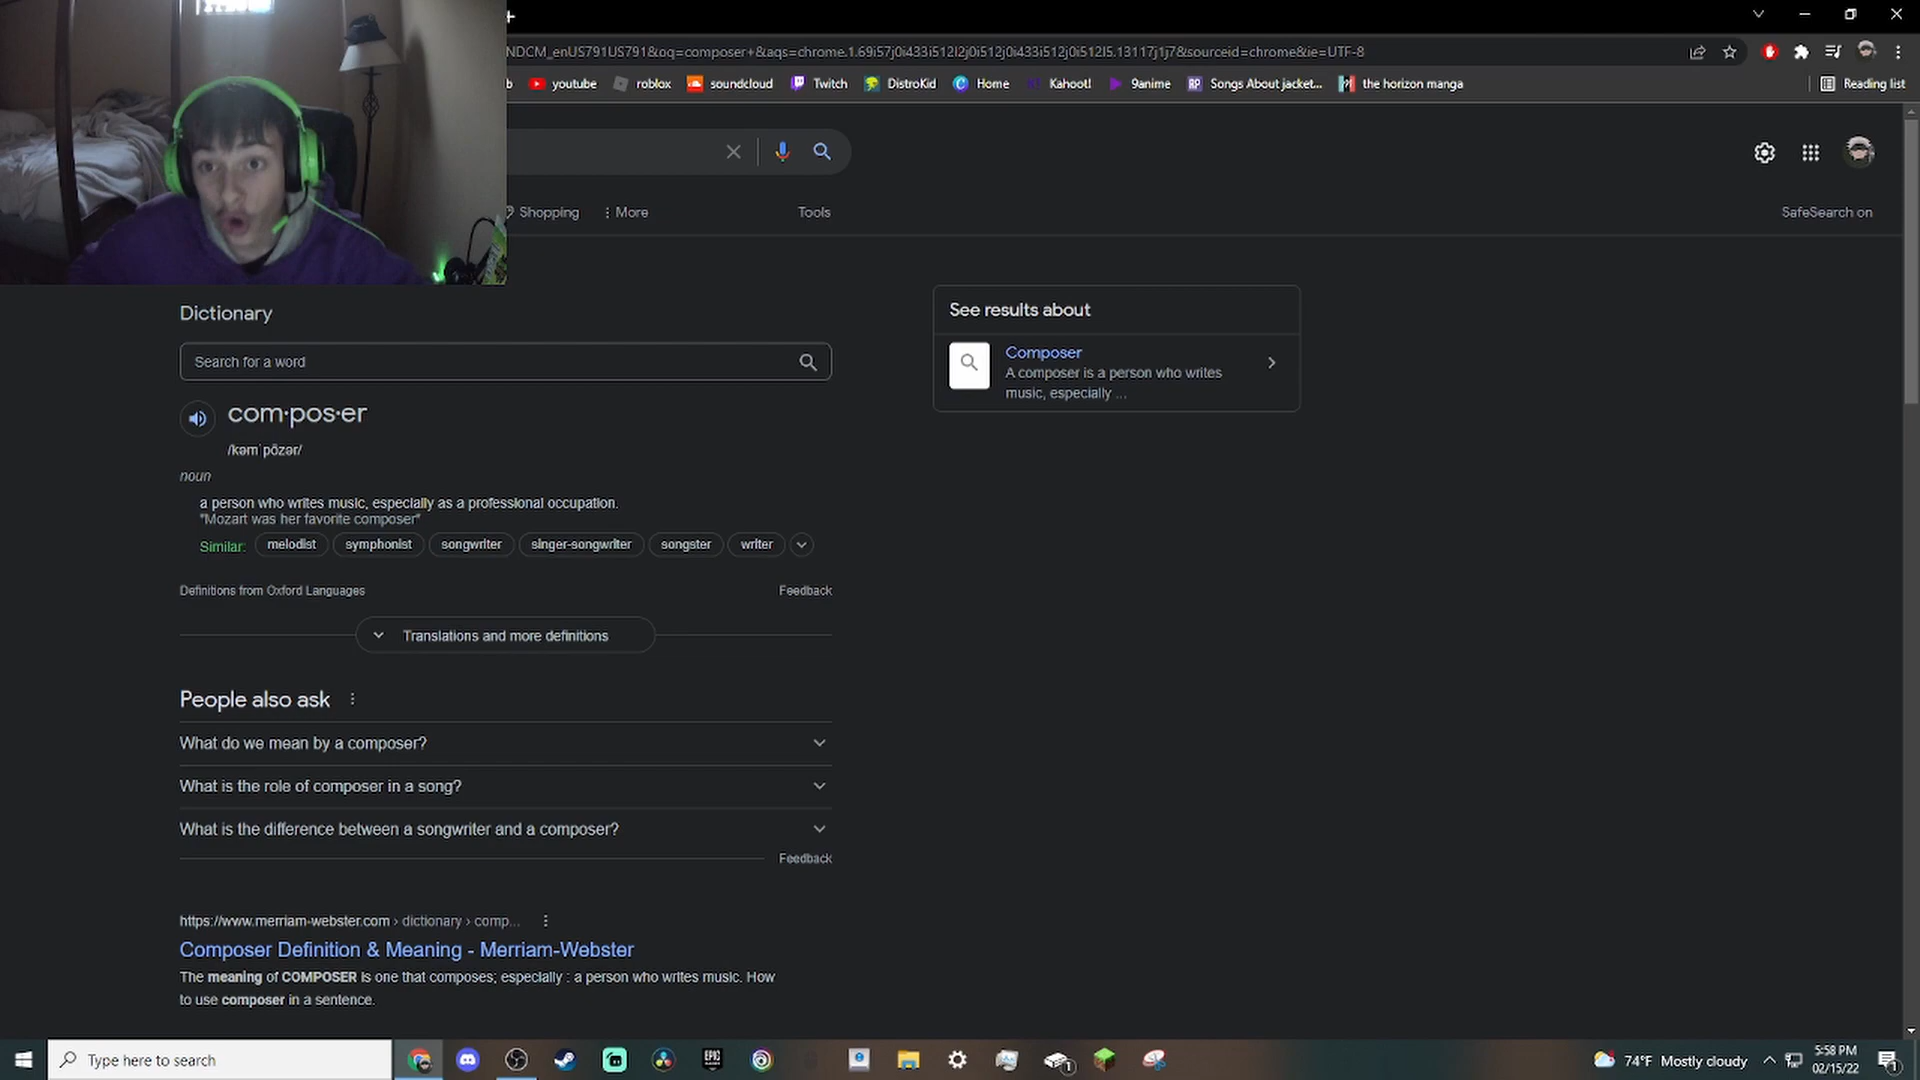 NDCM_enUS791US791&oq=composer+&aqs=chrome.1.69i57j0i433i512l2j0i512j0i433i512j0i512l5.13117j1j7&sourceid=chrome&ie=UTF-8
b youtube roblox soundcloud Twitch DistroKid Home Kahoot! 9anime Songs About jacket... the horizon manga Reading list
Shopping More Tools SafeSearch on
Dictionary
Search for a word
com·pos·er
/kəmˈpōzər/
noun
a person who writes music, especially as a professional occupation.
"Mozart was her favorite composer"
Similar: melodist symphonist songwriter singer-songwriter songster writer
Definitions from Oxford Languages Feedback
Translations and more definitions
See results about
Composer
A composer is a person who writes
music, especially ...
People also ask
What do we mean by a composer?
What is the role of composer in a song?
What is the difference between a songwriter and a composer?
Feedback
https://www.merriam-webster.com › dictionary › comp...
Composer Definition & Meaning - Merriam-Webster
The meaning of COMPOSER is one that composes; especially : a person who writes music. How
to use composer in a sentence.
Type here to search
EPIC
74°F Mostly cloudy
5:58 PM
02/15/22